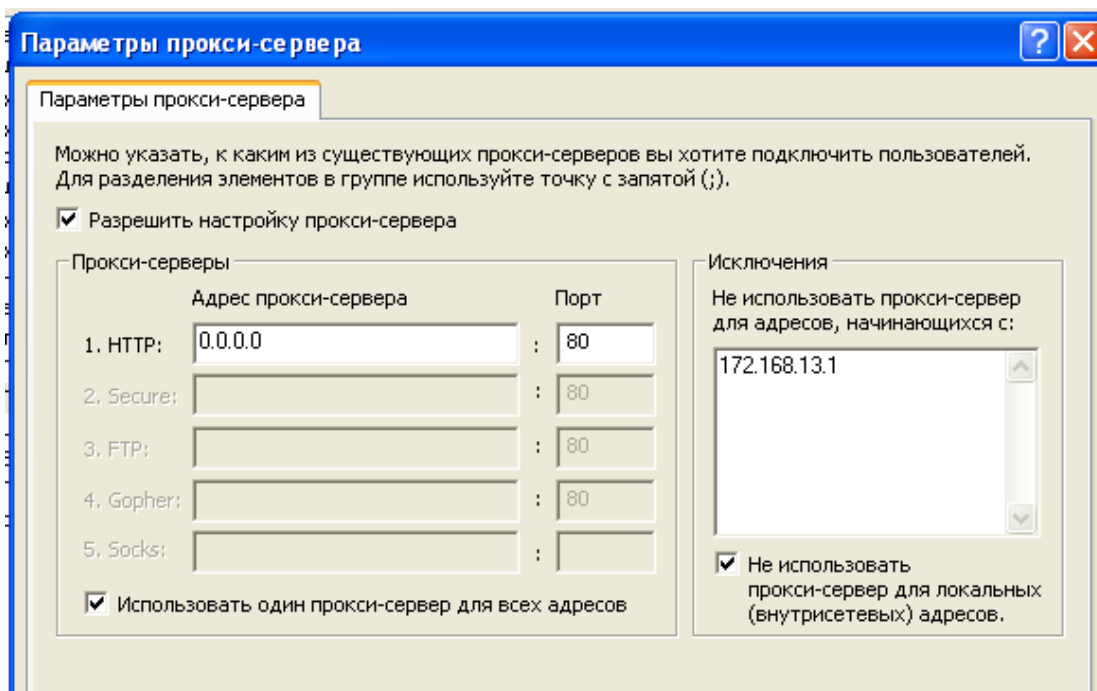 Параметры прокси-сервера
Параметры прокси-сервера
Можно указать, к каким из существующих прокси-серверов вы хотите подключить пользователей.
Для разделения элементов в группе используйте точку с запятой (;).
Разрешить настройку прокси-сервера
Прокси-серверы
Адрес прокси-сервера Порт
1. HTTP: 0.0.0.0 : 80
2. Secure: : 80
3. FTP: : 80
4. Gopher: : 80
5. Socks: :
Использовать один прокси-сервер для всех адресов
Исключения
Не использовать прокси-сервер
для адресов, начинающихся с:
172.168.13.1
Не использовать
прокси-сервер для локальных
(внутрисетевых) адресов.